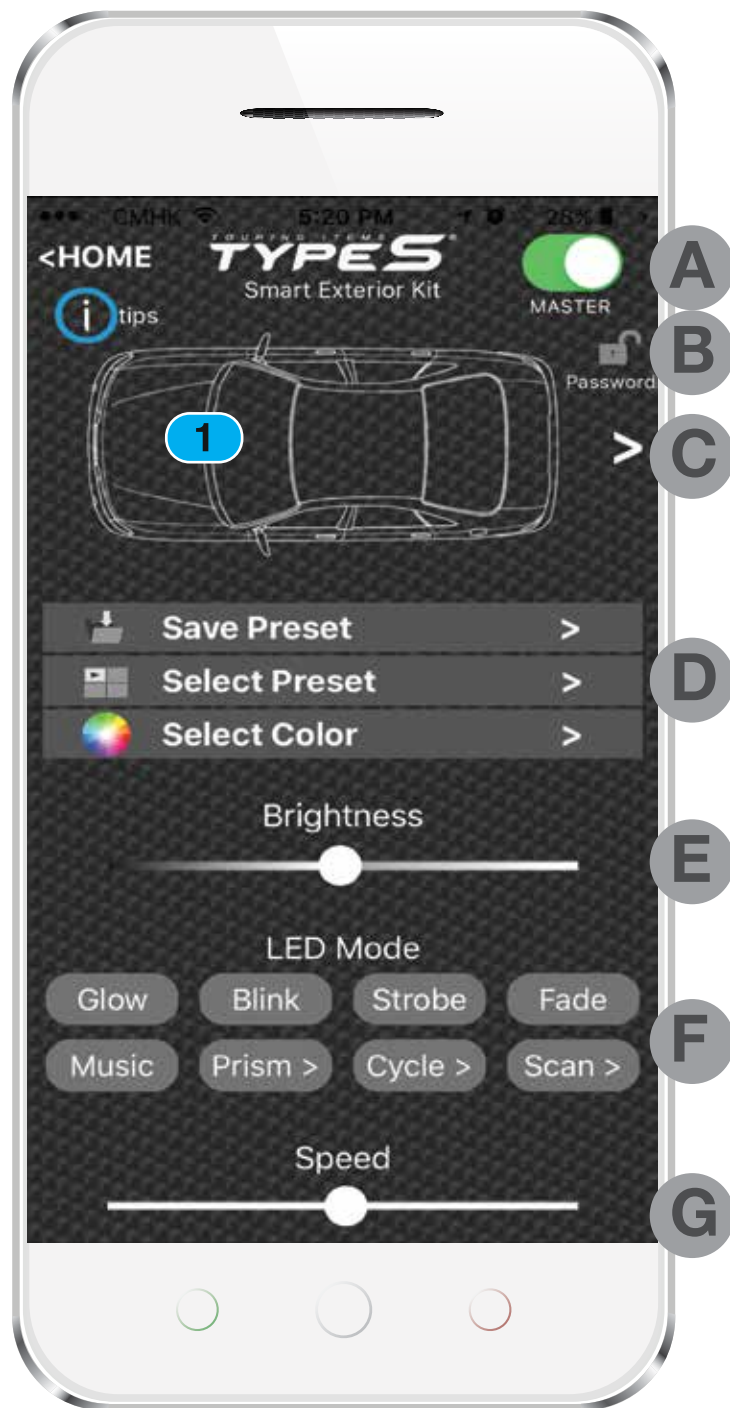 CMHK 5:20 PM 28%
TOURING ITEMS
<HOME TYPE S® A
Smart Exterior Kit
MASTER
i tips
B
Password
1 > C
Save Preset >
Select Preset > D
Select Color >
Brightness
E
LED Mode
Glow Blink Strobe Fade
F
Music Prism > Cycle > Scan >
Speed
G